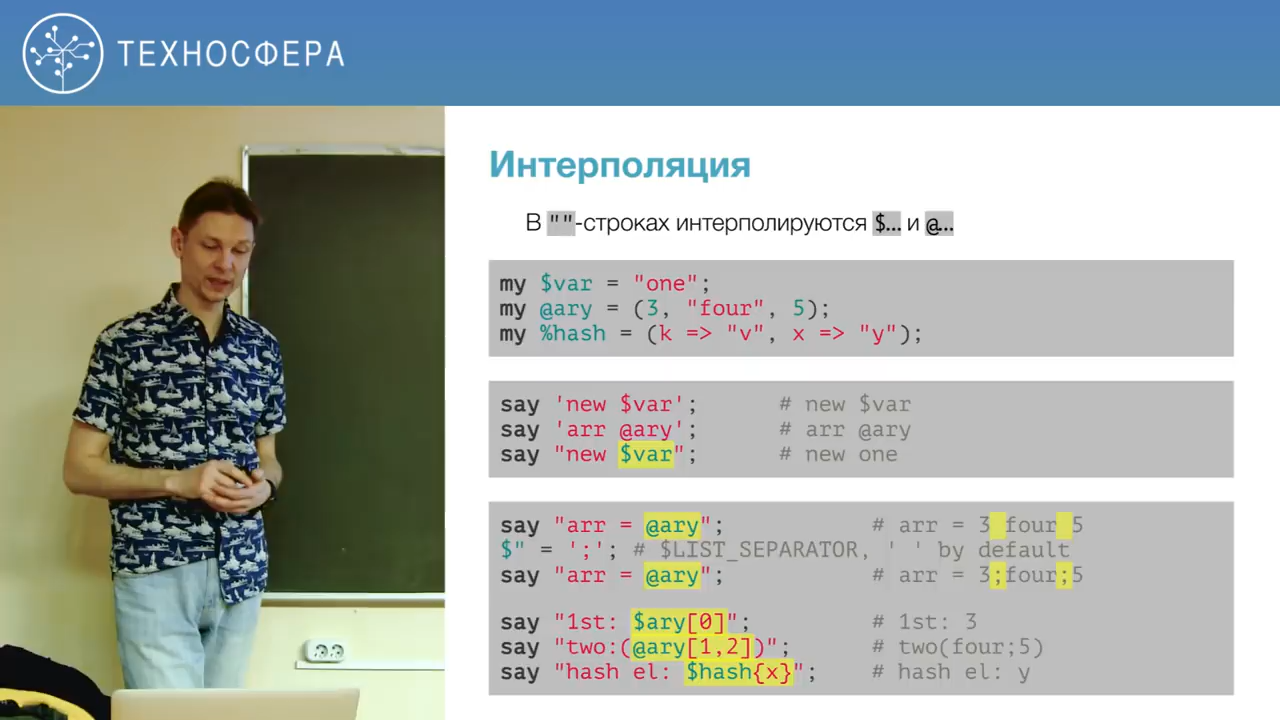 ТЕХНОСФЕРА
Интерполяция
В ""-строках интерполируются $… и @…
my $var = "one";
my @ary = (3, "four", 5);
my %hash = (k => "v", x => "y");
say 'new $var'; # new $var
say 'arr @ary'; # arr @ary
say "new $var"; # new one
say "arr = @ary"; # arr = 3 four 5
$" = ';'; # $LIST_SEPARATOR, ' ' by default
say "arr = @ary"; # arr = 3;four;5
say "1st: $ary[0]"; # 1st: 3
say "two:(@ary[1,2])"; # two(four;5)
say "hash el: $hash{x}"; # hash el: y